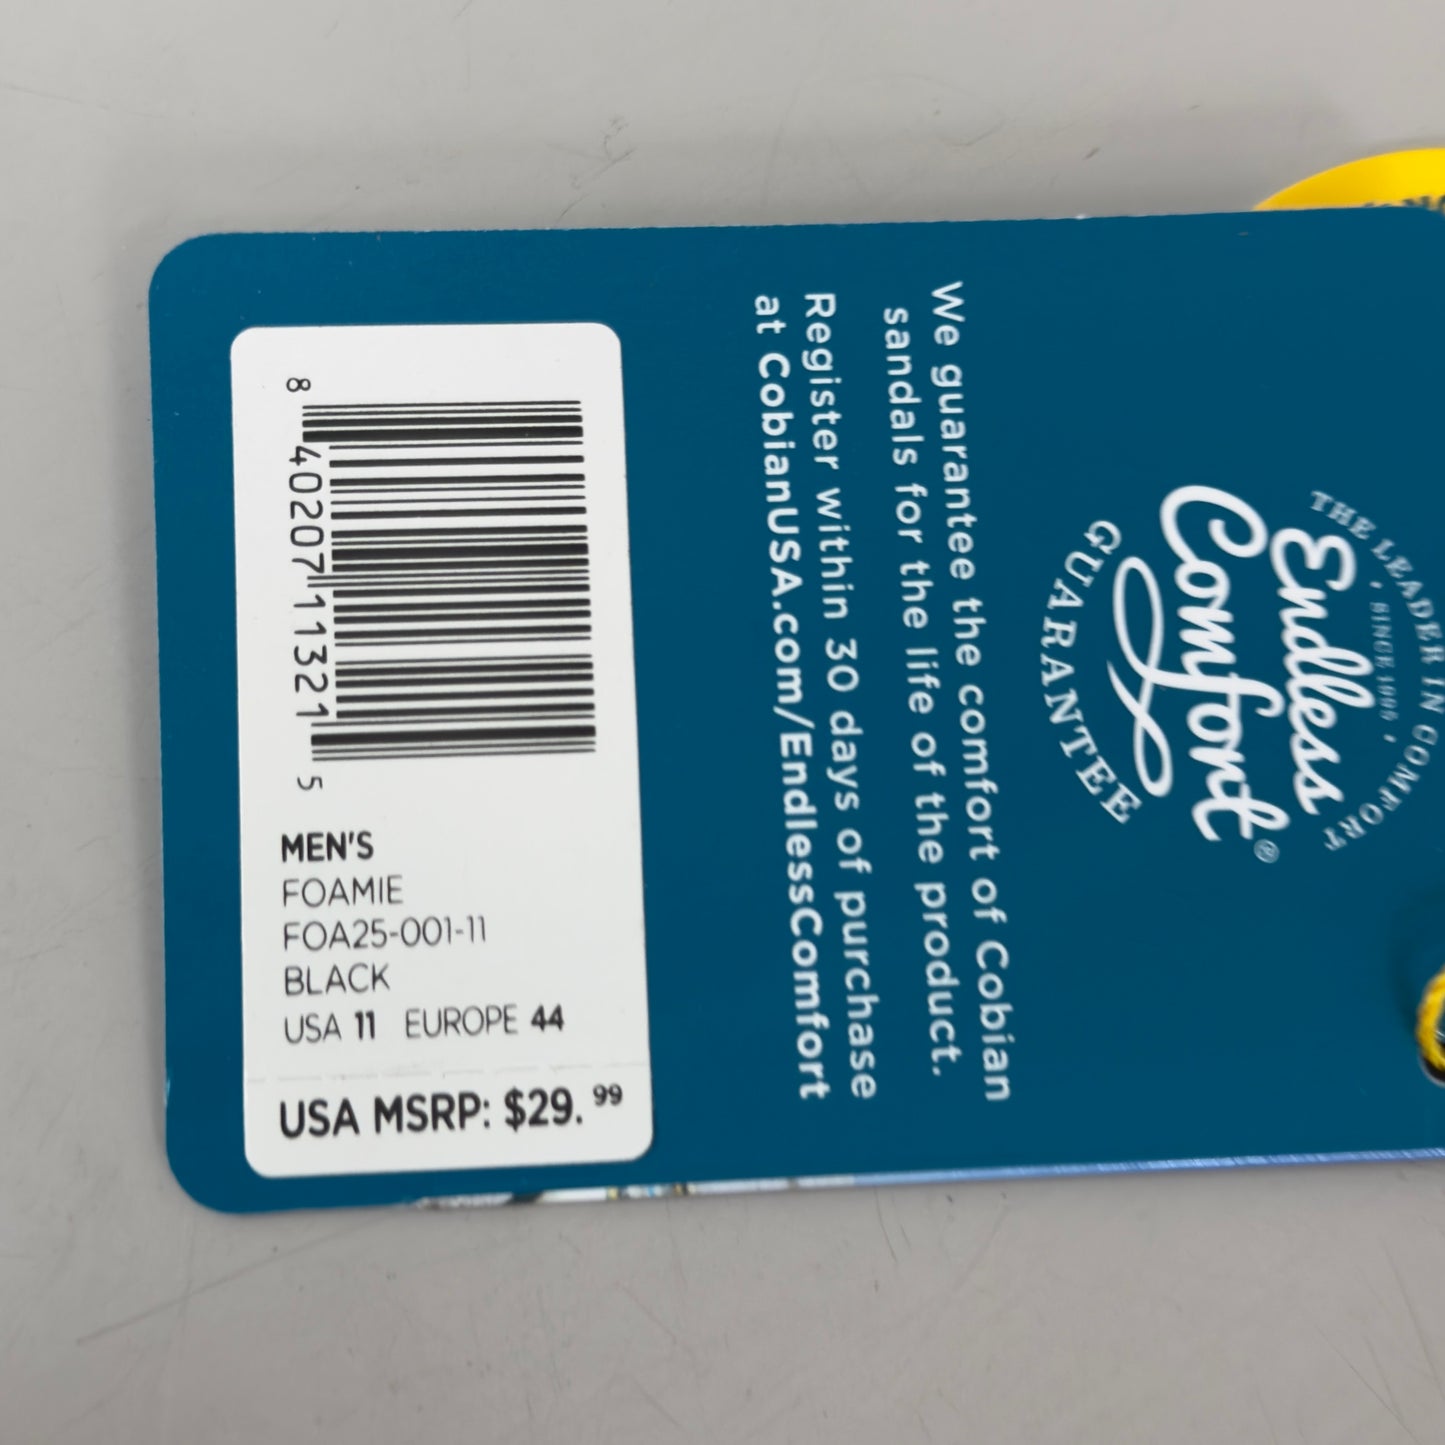 8 40207 11321 5
MEN'S
FOAMIE
FOA25-001-11
BLACK
USA 11 EUROPE 44
USA MSRP: $29.99
THE LEADER IN COMFORT
• SINCE 1995 •
Endless
Comfort®
GUARANTEE
We guarantee the comfort of Cobian
sandals for the life of the product.
Register within 30 days of purchase
at CobianUSA.com/EndlessComfort